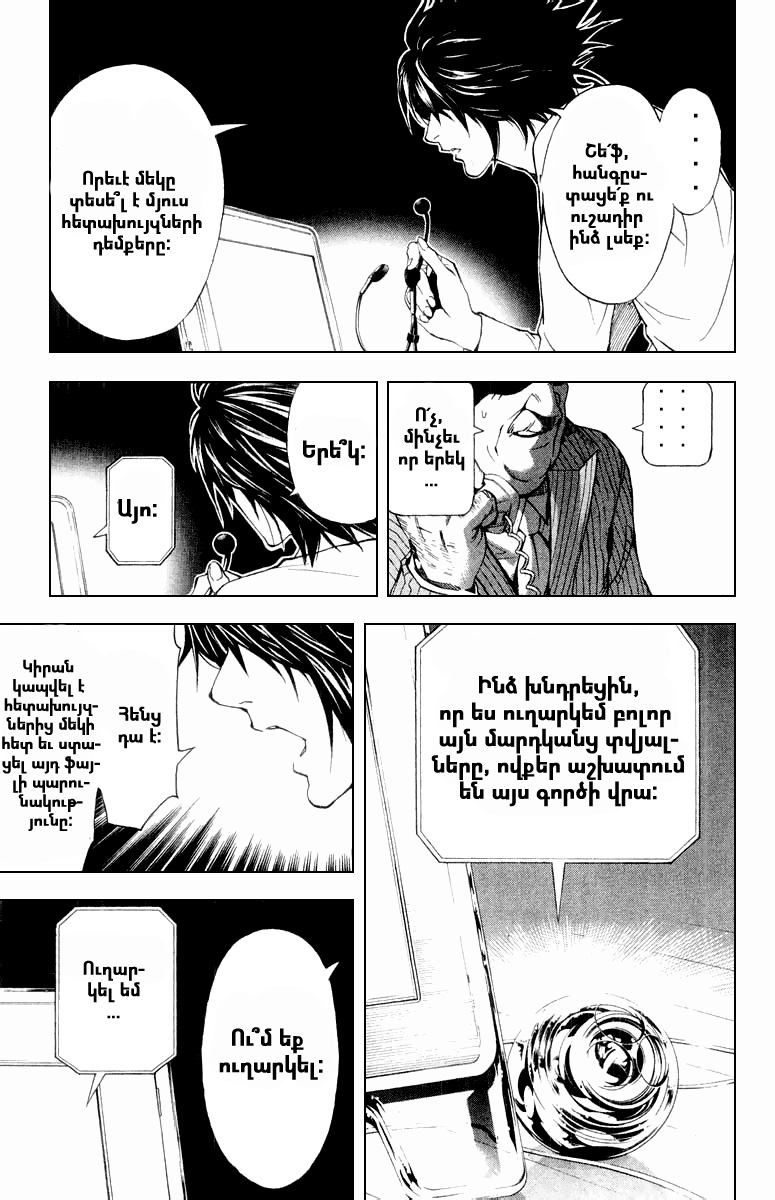 . . . .
Շե՛ֆ,
հանգըս-
տացե՛ք ու
ուշադիր
ինձ լսեք:
Որեւէ մեկը
տեսե՞լ է մյուս
հետախույզների
դեմքերը:
. . . . . . . .
Ո՛չ,
մինչեւ
որ երեկ
...
Երե՞կ:
Այո:
Ինձ խնդրեցին,
որ ես ուղարկեմ բոլոր
այն մարդկանց տվյալ-
ները, ովքեր աշխատում
են այս գործի վրա:
Հենց
դա է:
Կիրան
կապվել է
հետախույզ-
ներից մեկի
հետ եւ ստա-
ցել այդ ֆայ-
լի պարու-
նակութ-
յունը:
Ու՞մ եք
ուղարկել:
Ուղար-
կել եմ
...